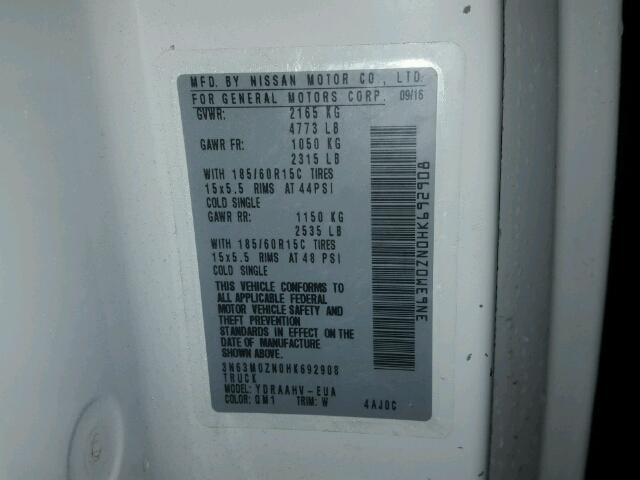 MFD. BY NISSAN MOTOR CO., LTD.
FOR GENERAL MOTORS CORP. 09/16
GVWR: 2165 KG
4773 LB
GAWR FR: 1050 KG
2315 LB
WITH 185/60R15C TIRES
15x5.5 RIMS AT 44PSI
COLD SINGLE
GAWR RR: 1150 KG
2535 LB
WITH 185/60R15C TIRES
15x5.5 RIMS AT 48 PSI
COLD SINGLE
THIS VEHICLE CONFORMS TO
ALL APPLICABLE FEDERAL
MOTOR VEHICLE SAFETY AND
THEFT PREVENTION
STANDARDS IN EFFECT ON
THE DATE OF MANUFACTURE
SHOWN ABOVE.
3N63M0ZN0HK692908
TRUCK
MODEL: YDRAAHV-EUA
COLOR: QM1 TRIM: W 4AJ0C
3N63M0ZN0HK692908